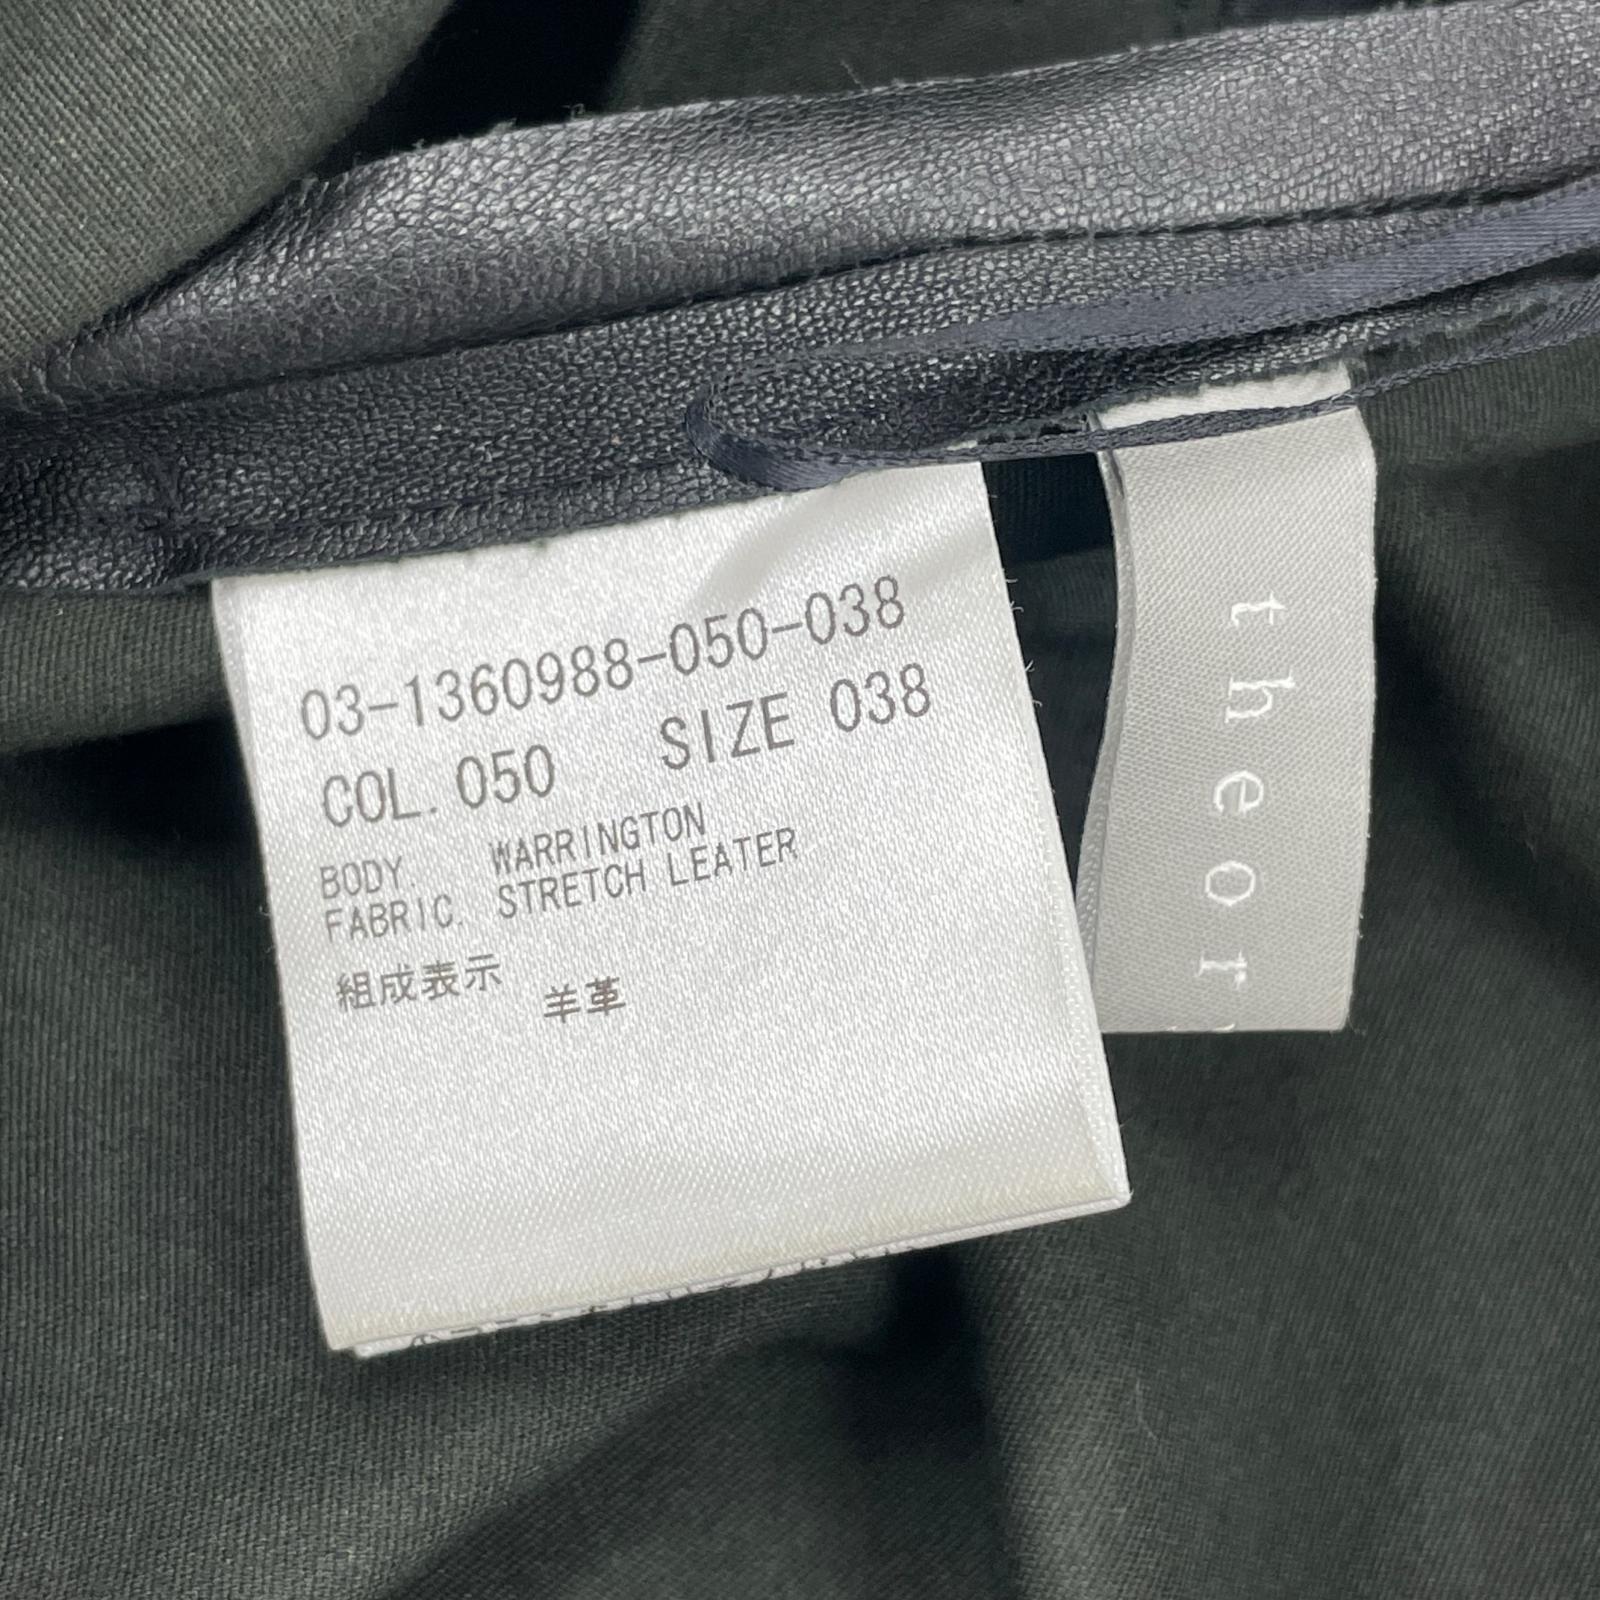 03-1360988-050-038
COL. 050 SIZE 038
BODY. WARRINGTON
FABRIC. STRETCH LEATER
組成表示 羊革
theor